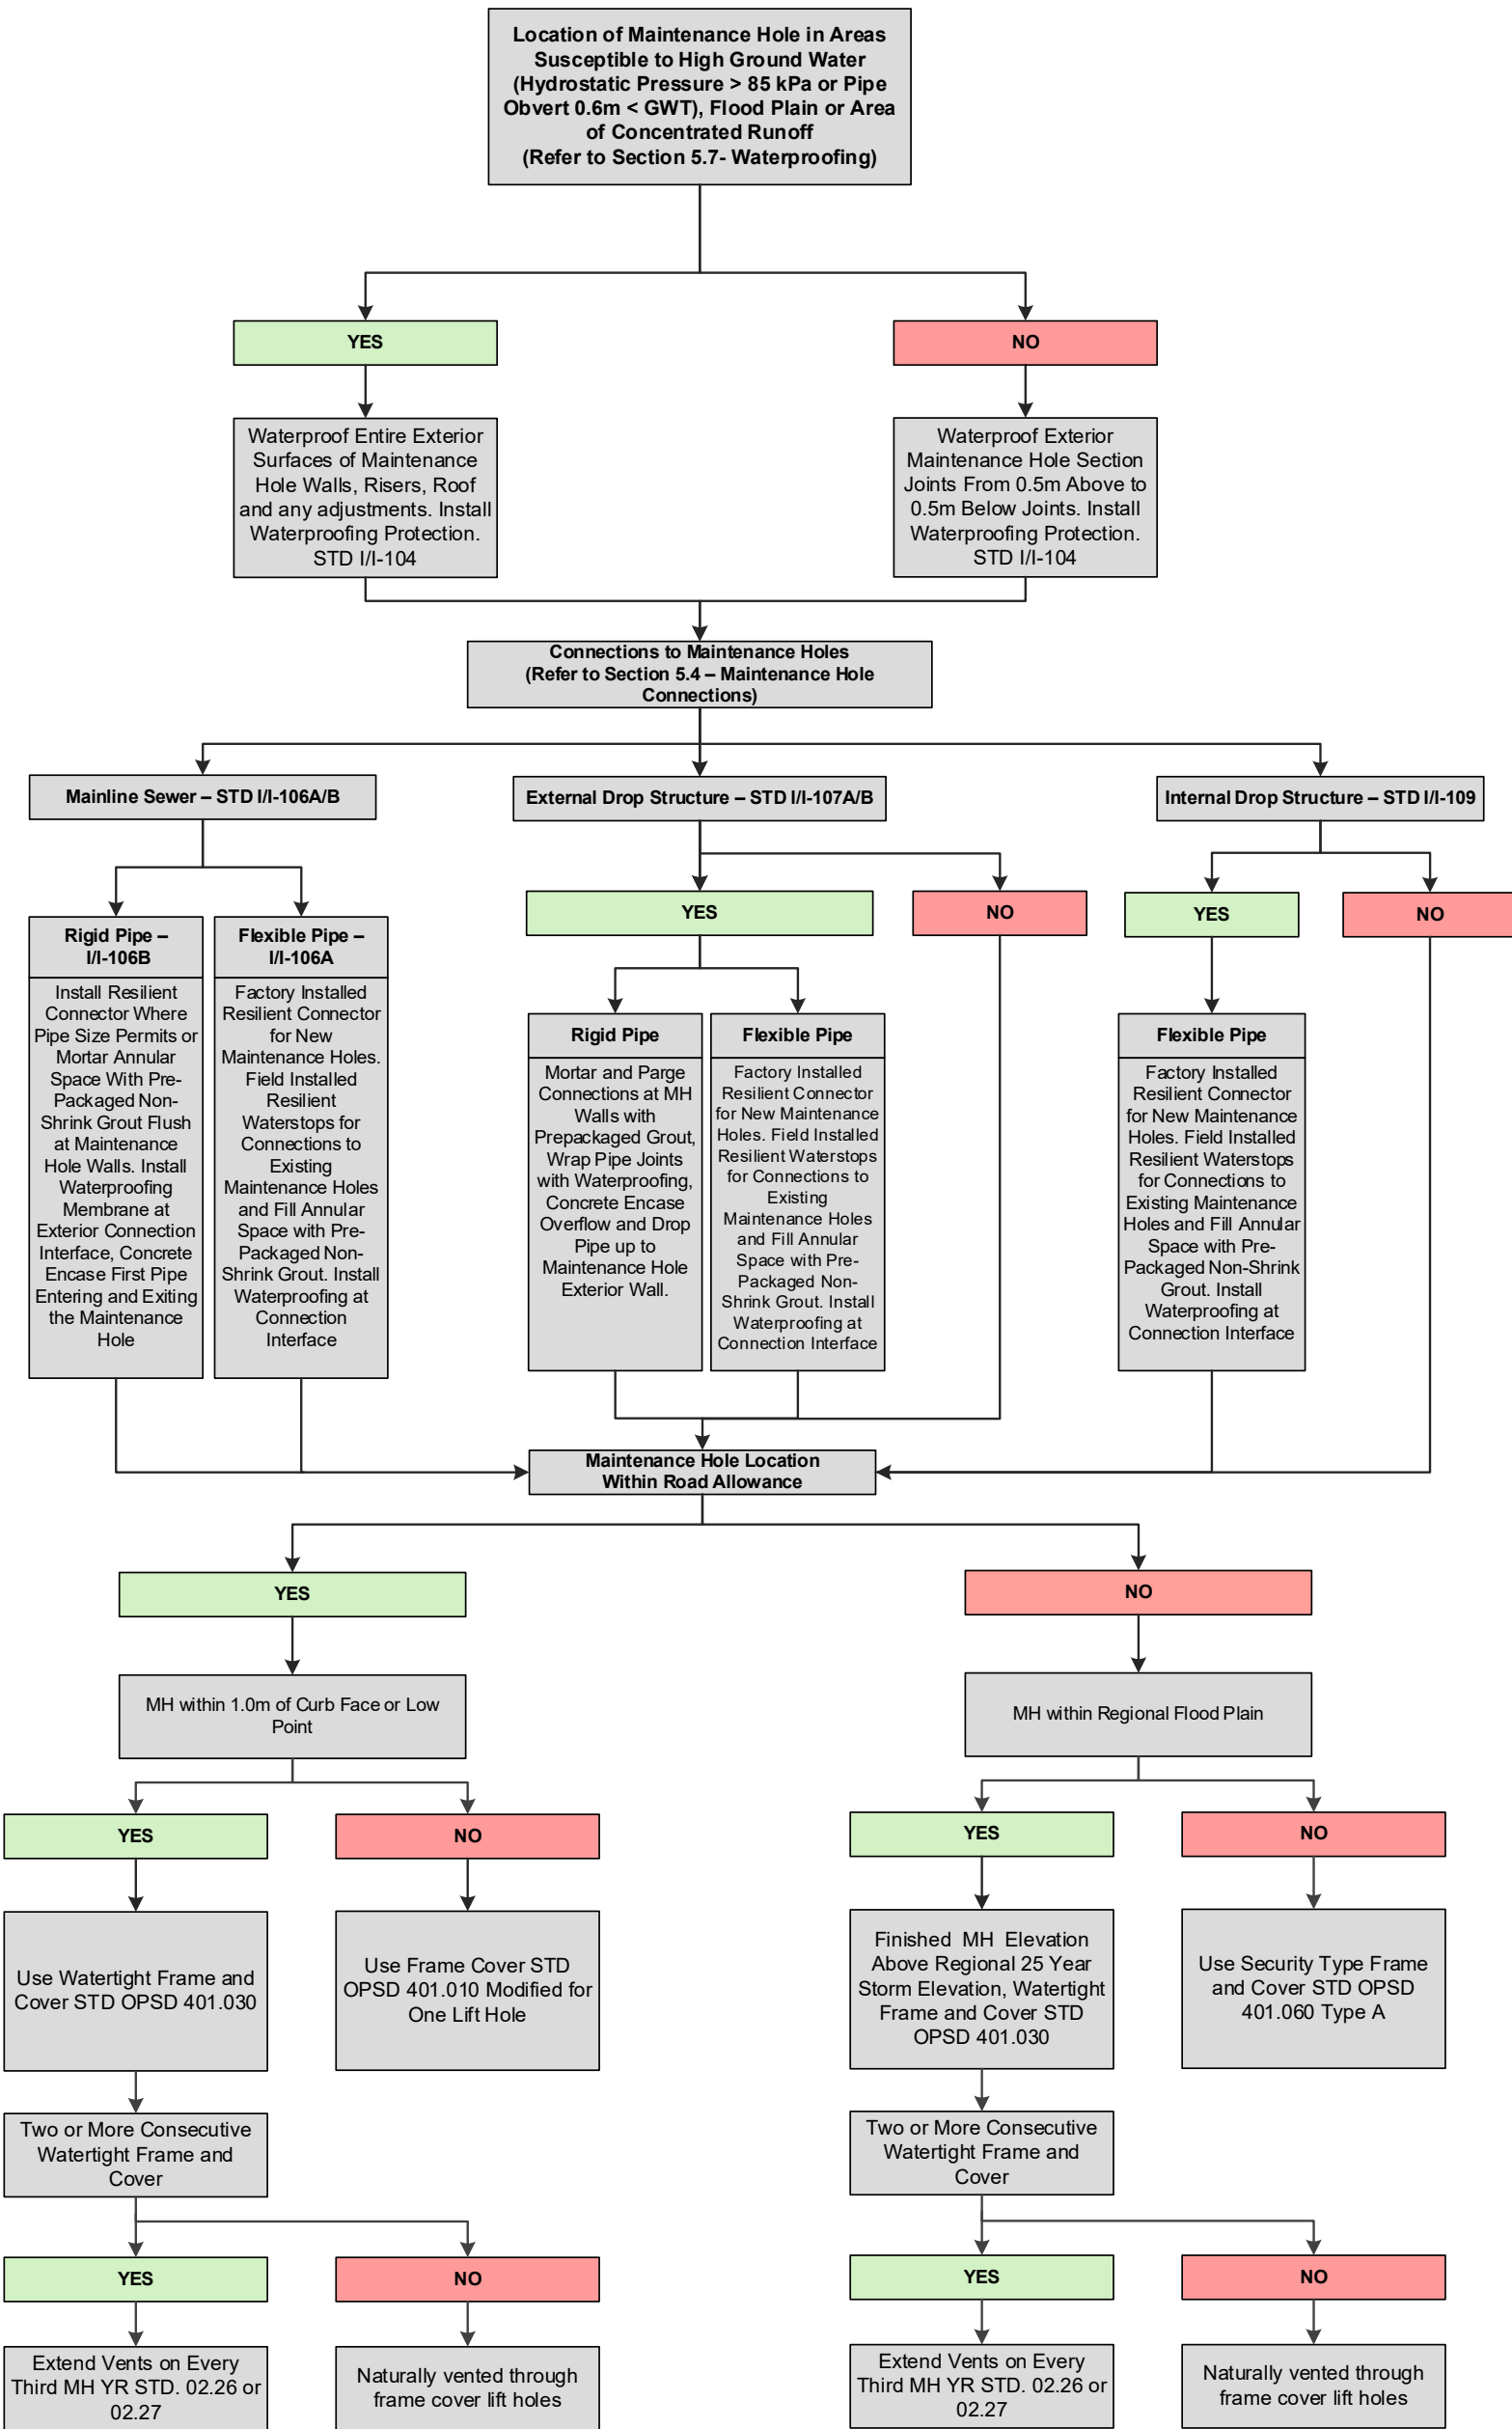 Location of Maintenance Hole in Areas
Susceptible to High Ground Water
(Hydrostatic Pressure > 85 kPa or Pipe
Obvert 0.6m < GWT), Flood Plain or Area
of Concentrated Runoff
(Refer to Section 5.7- Waterproofing)
YES
NO
Waterproof Entire Exterior
Surfaces of Maintenance
Hole Walls, Risers, Roof
and any adjustments. Install
Waterproofing Protection.
STD I/I-104
Waterproof Exterior
Maintenance Hole Section
Joints From 0.5m Above to
0.5m Below Joints. Install
Waterproofing Protection.
STD I/I-104
Connections to Maintenance Holes
(Refer to Section 5.4 – Maintenance Hole
Connections)
Mainline Sewer – STD I/I-106A/B
External Drop Structure – STD I/I-107A/B
Internal Drop Structure – STD I/I-109
YES
NO
YES
NO
Rigid Pipe –
I/I-106B
Install Resilient
Connector Where
Pipe Size Permits or
Mortar Annular
Space With Pre-
Packaged Non-
Shrink Grout Flush
at Maintenance
Hole Walls. Install
Waterproofing
Membrane at
Exterior Connection
Interface, Concrete
Encase First Pipe
Entering and Exiting
the Maintenance
Hole
Flexible Pipe –
I/I-106A
Factory Installed
Resilient Connector
for New
Maintenance Holes.
Field Installed
Resilient
Waterstops for
Connections to
Existing
Maintenance Holes
and Fill Annular
Space with Pre-
Packaged Non-
Shrink Grout. Install
Waterproofing at
Connection
Interface
Rigid Pipe
Mortar and Parge
Connections at MH
Walls with
Prepackaged Grout,
Wrap Pipe Joints
with Waterproofing,
Concrete Encase
Overflow and Drop
Pipe up to
Maintenance Hole
Exterior Wall.
Flexible Pipe
Factory Installed
Resilient Connector
for New Maintenance
Holes. Field Installed
Resilient Waterstops
for Connections to
Existing
Maintenance Holes
and Fill Annular
Space with Pre-
Packaged Non-
Shrink Grout. Install
Waterproofing at
Connection Interface
Flexible Pipe
Factory Installed
Resilient Connector
for New Maintenance
Holes. Field Installed
Resilient Waterstops
for Connections to
Existing Maintenance
Holes and Fill Annular
Space with Pre-
Packaged Non-Shrink
Grout. Install
Waterproofing at
Connection Interface
Maintenance Hole Location
Within Road Allowance
YES
NO
MH within 1.0m of Curb Face or Low
Point
MH within Regional Flood Plain
YES
NO
YES
NO
Use Watertight Frame and
Cover STD OPSD 401.030
Use Frame Cover STD
OPSD 401.010 Modified for
One Lift Hole
Finished MH Elevation
Above Regional 25 Year
Storm Elevation, Watertight
Frame and Cover STD
OPSD 401.030
Use Security Type Frame
and Cover STD OPSD
401.060 Type A
Two or More Consecutive
Watertight Frame and
Cover
Two or More Consecutive
Watertight Frame and
Cover
YES
NO
YES
NO
Extend Vents on Every
Third MH YR STD. 02.26 or
02.27
Naturally vented through
frame cover lift holes
Extend Vents on Every
Third MH YR STD. 02.26 or
02.27
Naturally vented through
frame cover lift holes